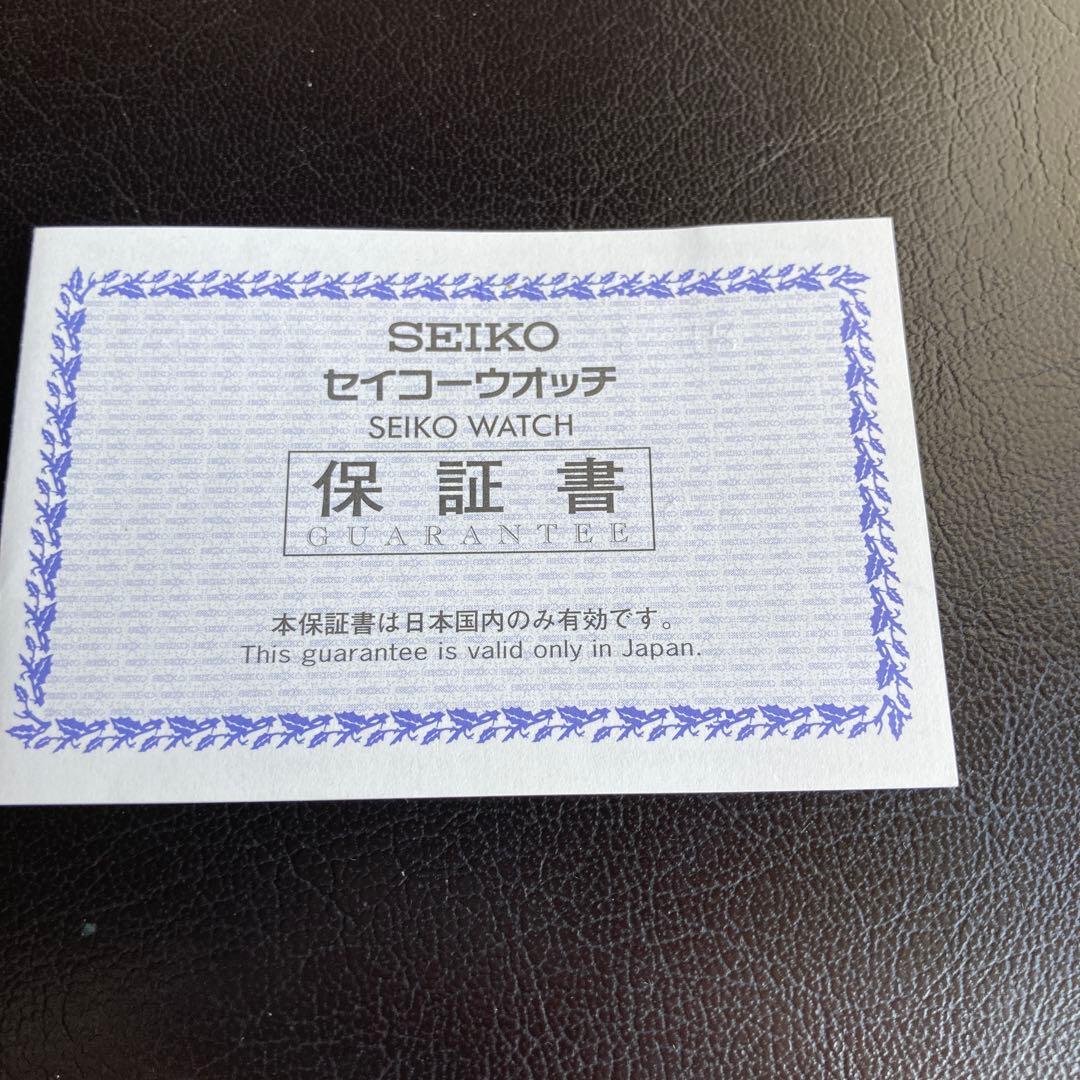 SEIKO
セイコーウオッチ
SEIKO WATCH
保証書
GUARANTEE
本保証書は日本国内のみ有効です。
This guarantee is valid only in Japan.